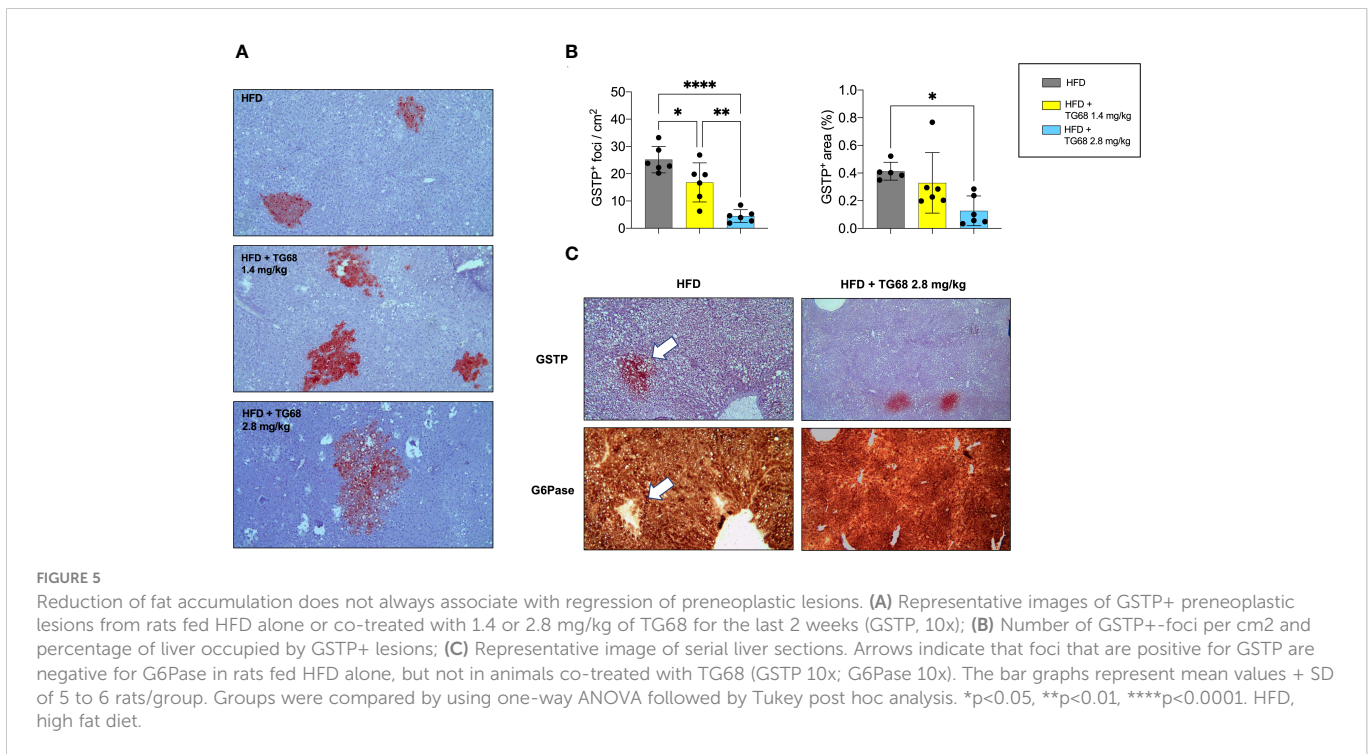 A
HFD
HFD + TG68
1.4 mg/kg
HFD + TG68
2.8 mg/kg
B
GSTP+ foci / cm2
50
40
30
20
10
0
****
*
**
GSTP+ area (%)
1.0
0.8
0.6
0.4
0.2
0.0
*
HFD
HFD +
TG68 1.4 mg/kg
HFD +
TG68 2.8 mg/kg
C
HFD
HFD + TG68 2.8 mg/kg
GSTP
G6Pase
FIGURE 5
Reduction of fat accumulation does not always associate with regression of preneoplastic lesions. (A) Representative images of GSTP+ preneoplastic
lesions from rats fed HFD alone or co-treated with 1.4 or 2.8 mg/kg of TG68 for the last 2 weeks (GSTP, 10x); (B) Number of GSTP+-foci per cm2 and
percentage of liver occupied by GSTP+ lesions; (C) Representative image of serial liver sections. Arrows indicate that foci that are positive for GSTP are
negative for G6Pase in rats fed HFD alone, but not in animals co-treated with TG68 (GSTP 10x; G6Pase 10x). The bar graphs represent mean values + SD
of 5 to 6 rats/group. Groups were compared by using one-way ANOVA followed by Tukey post hoc analysis. *p<0.05, **p<0.01, ****p<0.0001. HFD,
high fat diet.